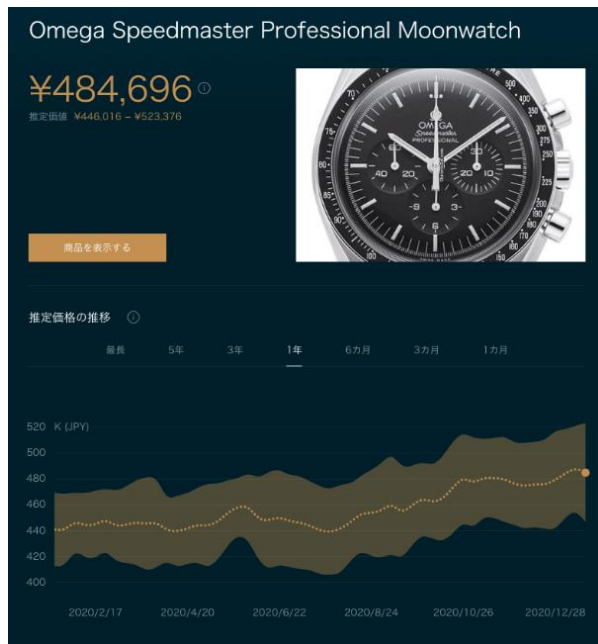 Omega Speedmaster Professional Moonwatch
¥484,696
推定価値 ¥446,016 – ¥523,376
OMEGA
Speedmaster
PROFESSIONAL
商品を表示する
推定価格の推移
最長 5年 3年 1年 6カ月 3カ月 1カ月
520 K (JPY)
500
480
460
440
420
400
2020/2/17 2020/4/20 2020/6/22 2020/8/24 2020/10/26 2020/12/28